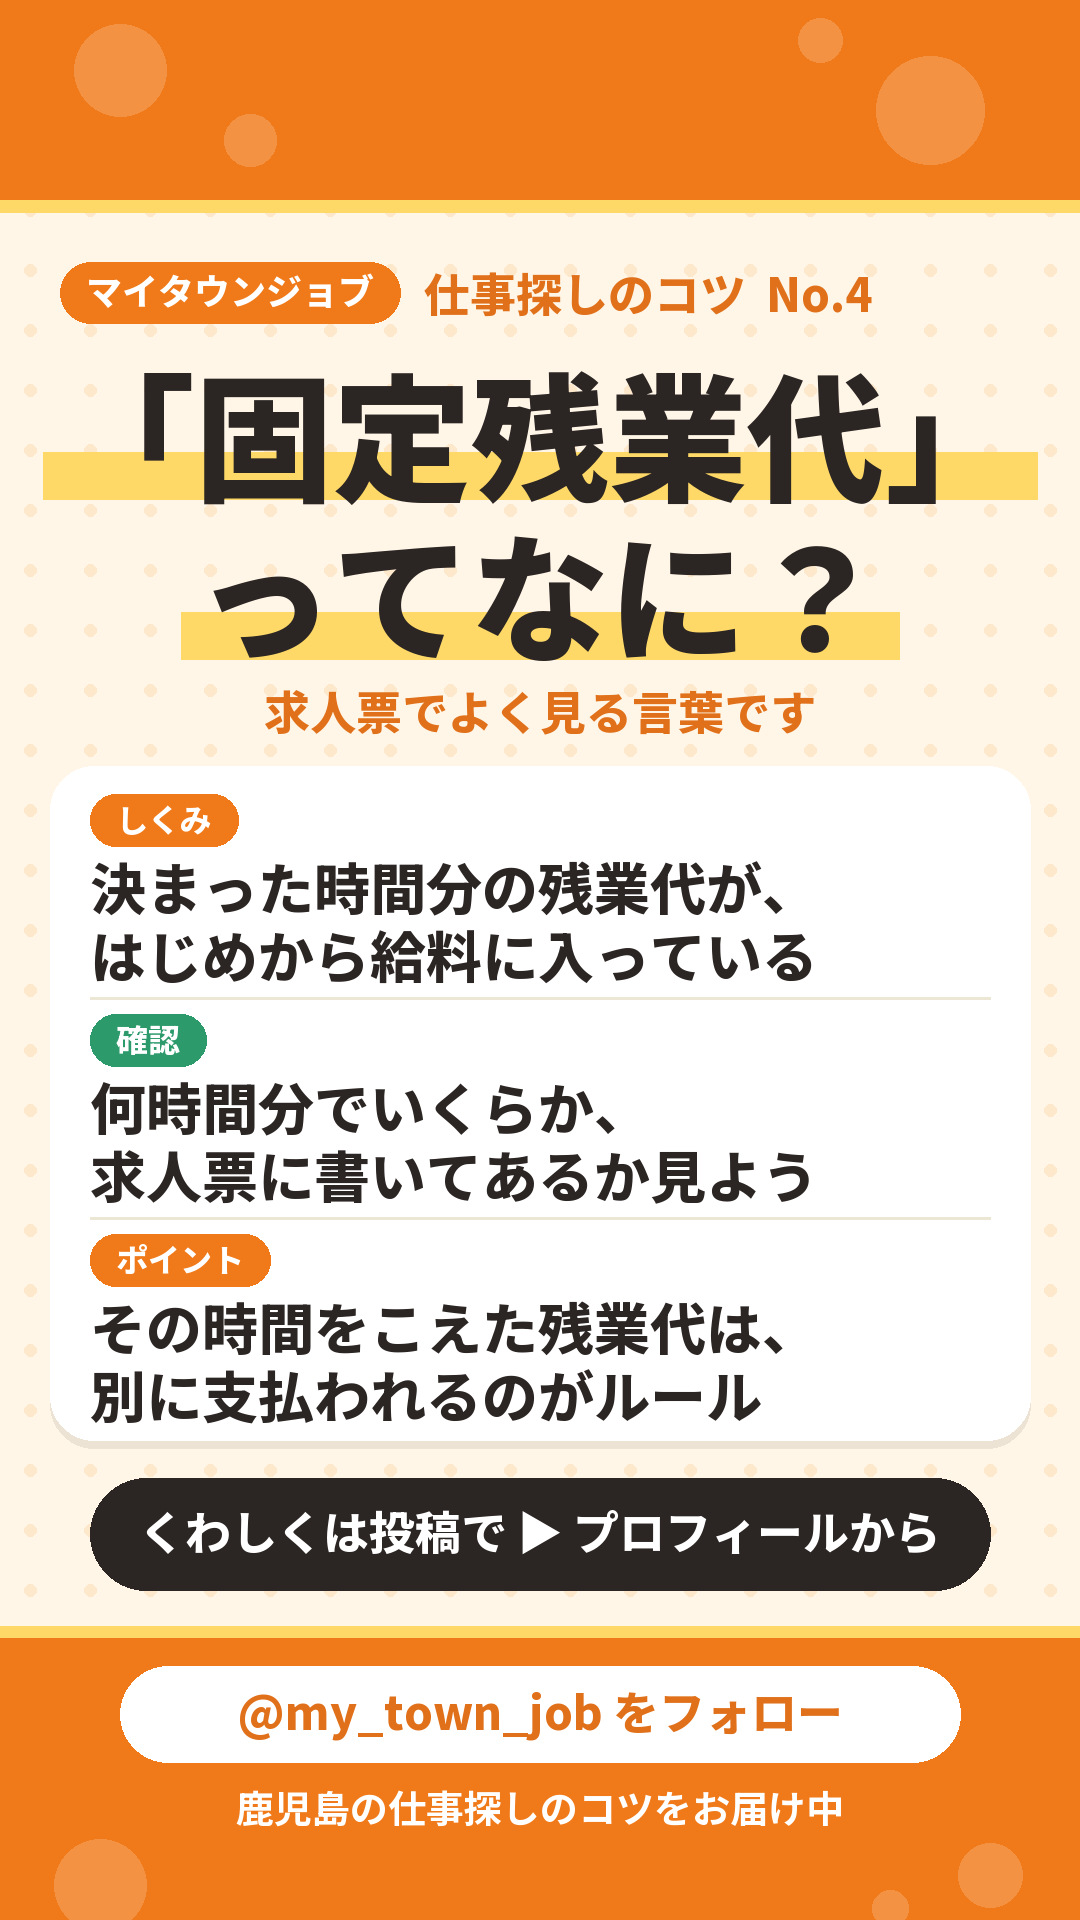 マイタウンジョブ 仕事探しのコツ No.4
「固定残業代」
ってなに？
求人票でよく見る言葉です
しくみ
決まった時間分の残業代が、
はじめから給料に入っている
確認
何時間分でいくらか、
求人票に書いてあるか見よう
ポイント
その時間をこえた残業代は、
別に支払われるのがルール
くわしくは投稿で ▶ プロフィールから
@my_town_job をフォロー
鹿児島の仕事探しのコツをお届け中